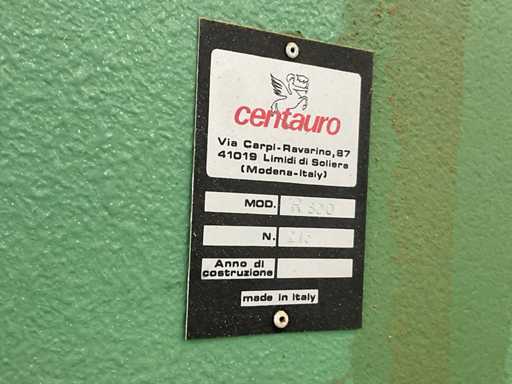 centauro
Via Carpi-Ravarino, 87
41019 Limidi di Soliera
(Modena-Italy)
MOD.
N.
Anno di
costruzione
made in Italy